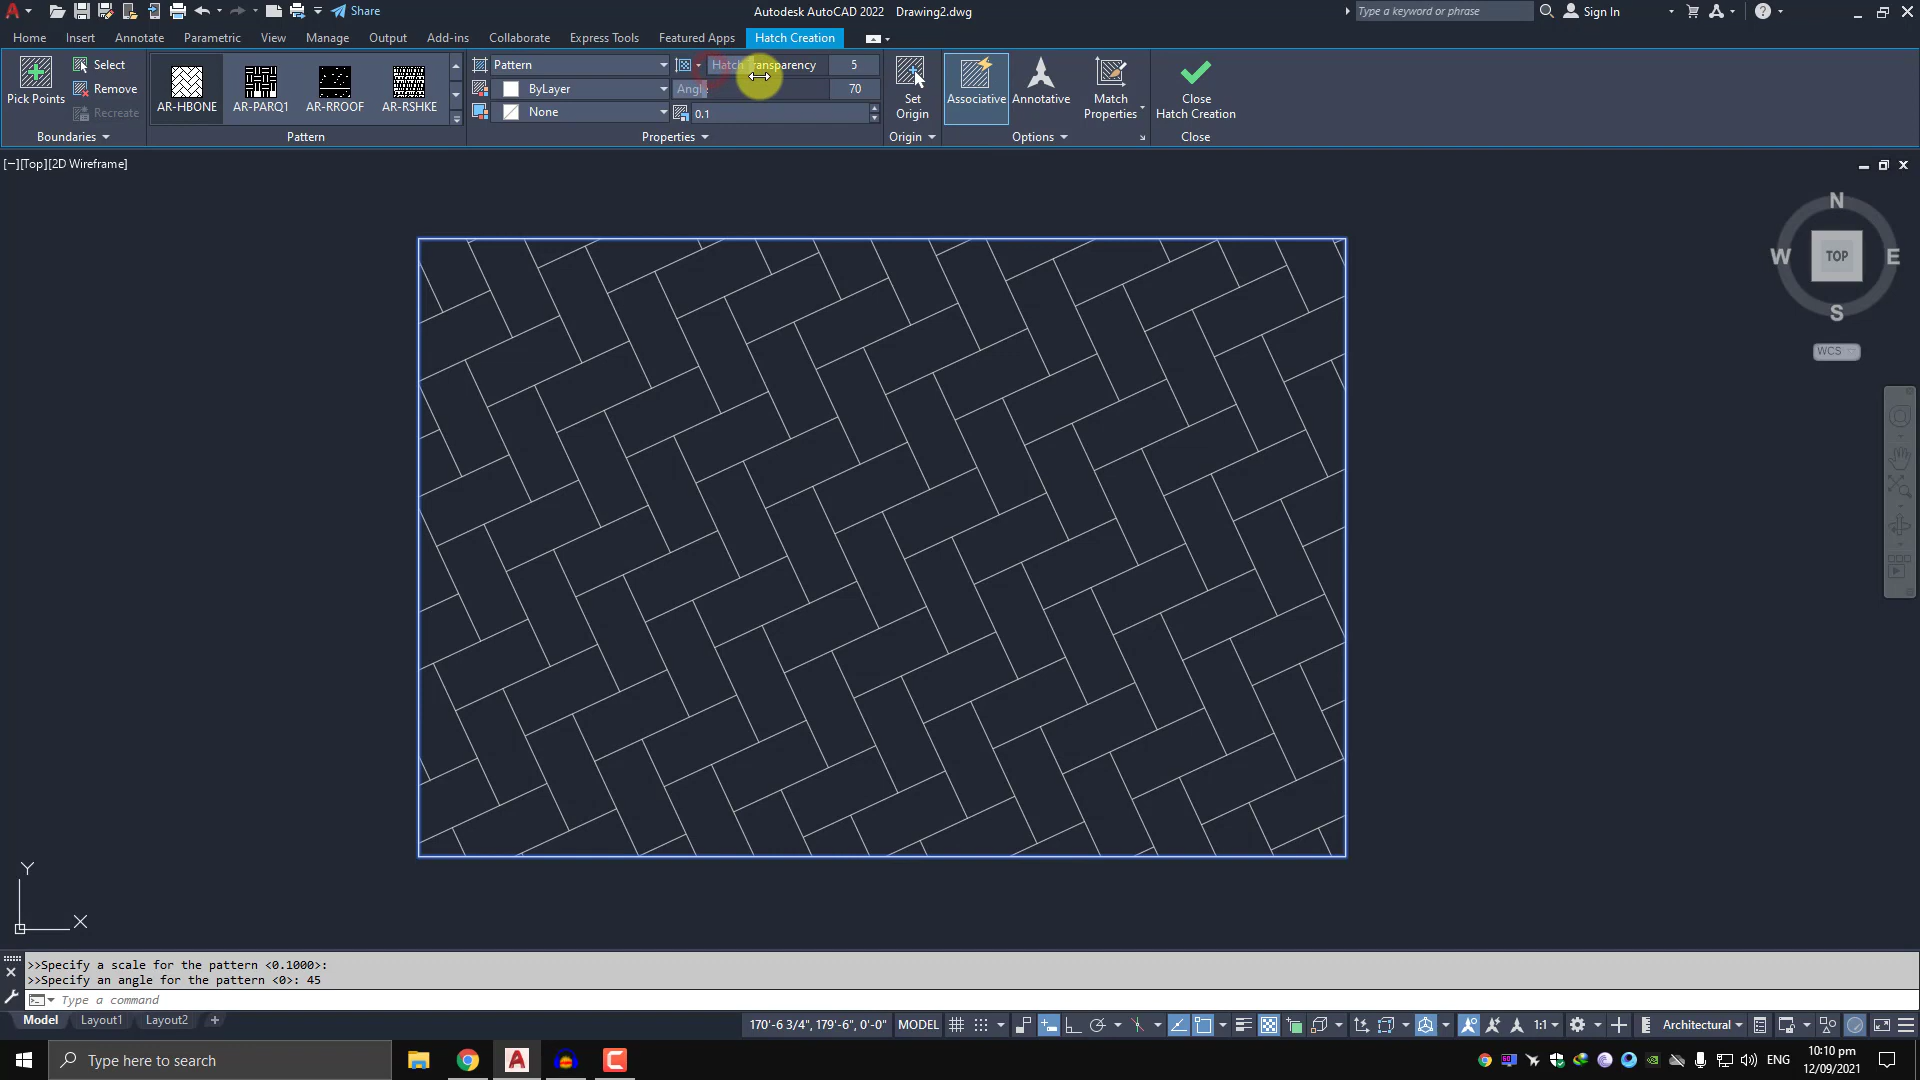 Share
Autodesk AutoCAD 2022 Drawing2.dwg
Type a keyword or phrase
Sign In
Home Insert Annotate Parametric View Manage Output Add-ins Collaborate Express Tools Featured Apps Hatch Creation
Pick Points
Select
Remove
Recreate
Boundaries
AR-HBONE AR-PARQ1 AR-RROOF AR-RSHKE
Pattern
Pattern
Hatch Transparency 5
ByLayer
Angle 70
None
0.1
Properties
Set
Origin
Origin
Associative
Annotative
Match
Properties
Options
Close
Hatch Creation
Close
[−][Top][2D Wireframe]
N
W TOP E
S
WCS
Y
X
>>Specify a scale for the pattern <0.1000>:
>>Specify an angle for the pattern <0>: 45
Type a command
Model Layout1 Layout2 +
170'-6 3/4", 179'-6", 0'-0" MODEL
1:1
Architectural
Type here to search
ENG
10:10 pm
12/09/2021